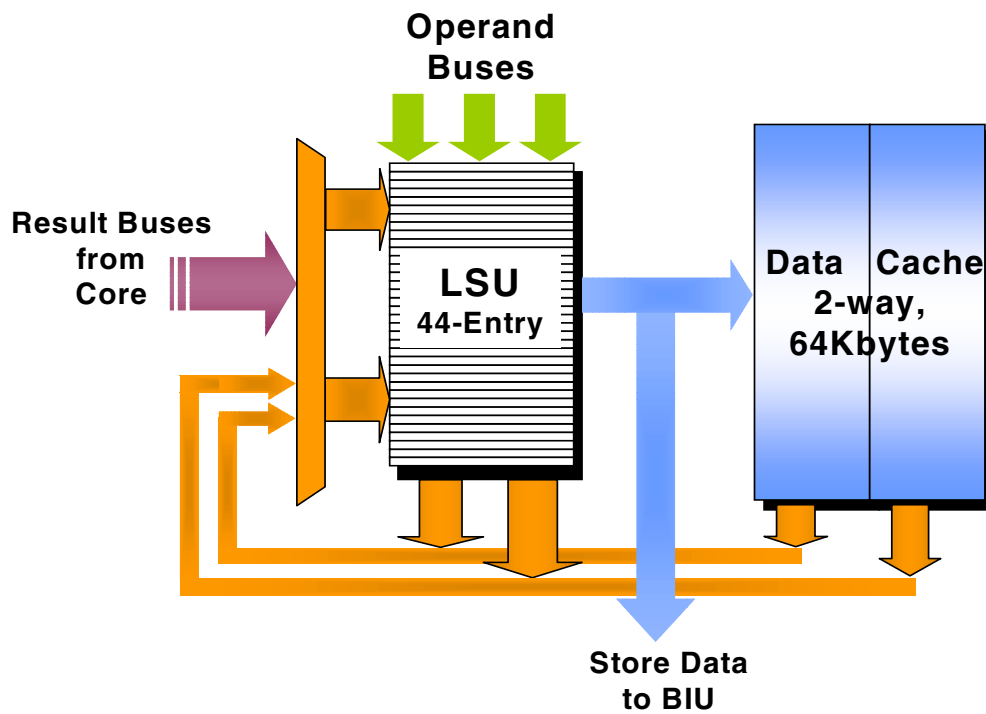 Operand
Buses
Result Buses
from
Core
LSU
44-Entry
Data Cache
2-way,
64Kbytes
Store Data
to BIU